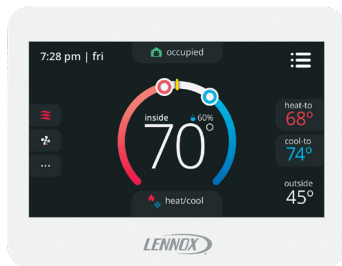 7:28 pm | fri
occupied
heat-to
68°
inside
60%
70°
cool-to
74°
outside
45°
heat/cool
LENNOX